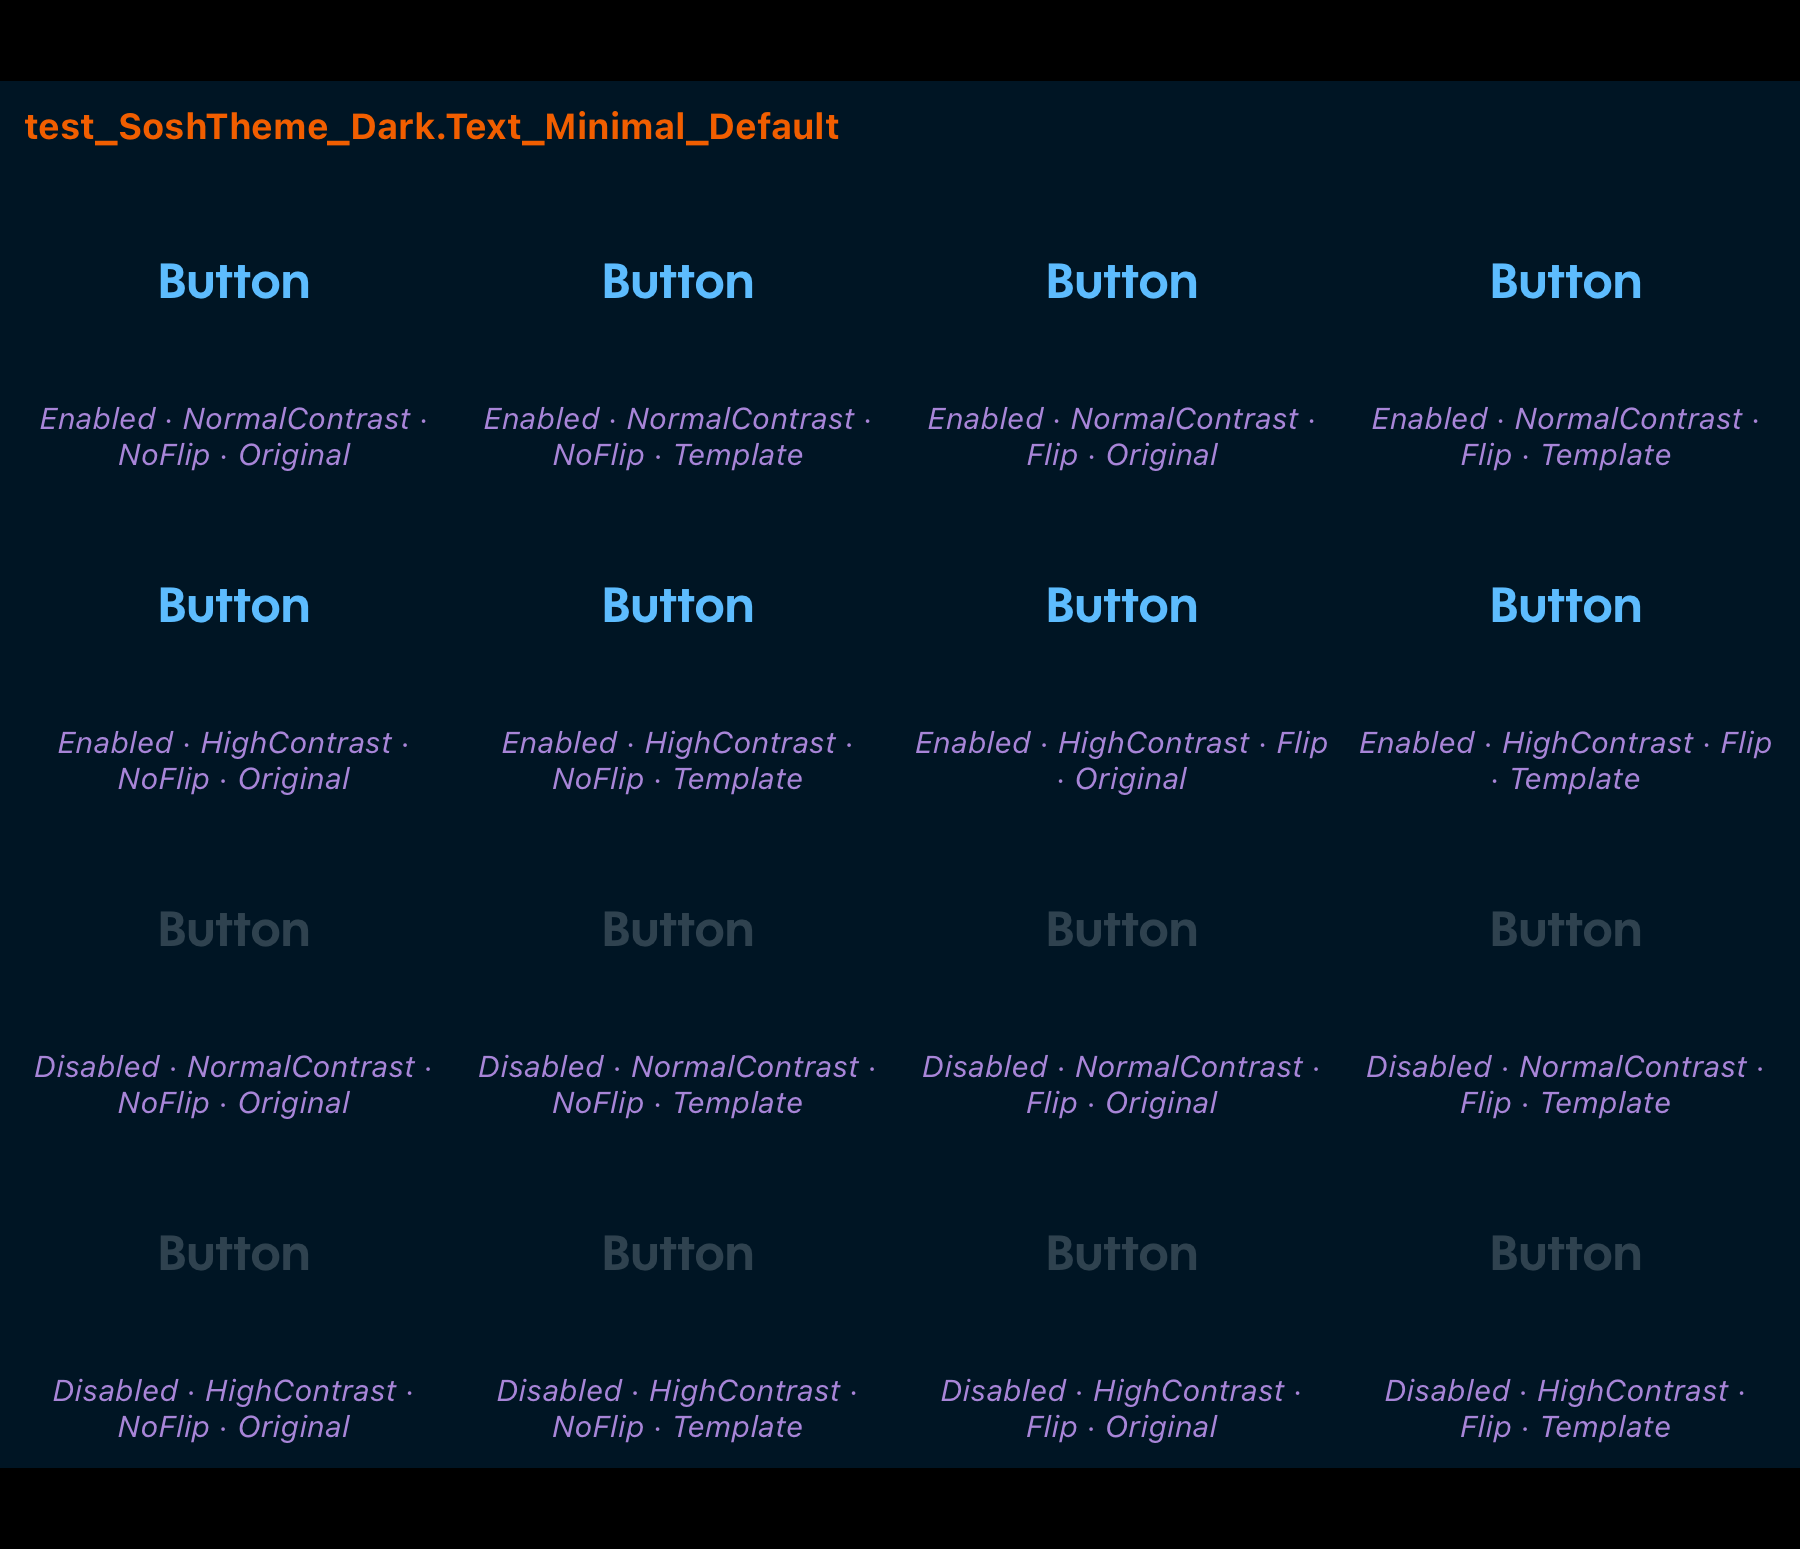 test_SoshTheme_Dark.Text_Minimal_Default
Button Button Button Button
Enabled · NormalContrast · Enabled · NormalContrast · Enabled · NormalContrast · Enabled · NormalContrast ·
NoFlip · Original NoFlip · Template Flip · Original Flip · Template
Button Button Button Button
Enabled · HighContrast · Enabled · HighContrast · Enabled · HighContrast · Flip Enabled · HighContrast · Flip
NoFlip · Original NoFlip · Template · Original · Template
Button Button Button Button
Disabled · NormalContrast · Disabled · NormalContrast · Disabled · NormalContrast · Disabled · NormalContrast ·
NoFlip · Original NoFlip · Template Flip · Original Flip · Template
Button Button Button Button
Disabled · HighContrast · Disabled · HighContrast · Disabled · HighContrast · Disabled · HighContrast ·
NoFlip · Original NoFlip · Template Flip · Original Flip · Template